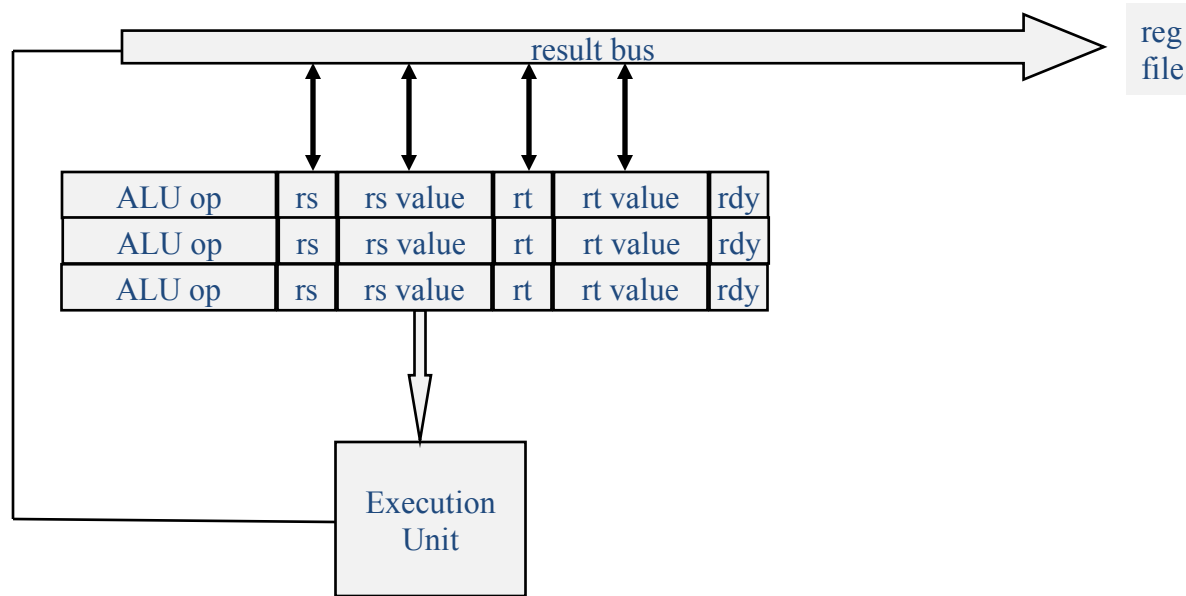 result bus
reg
file
ALU op rs rs value rt rt value rdy
ALU op rs rs value rt rt value rdy
ALU op rs rs value rt rt value rdy
Execution
Unit